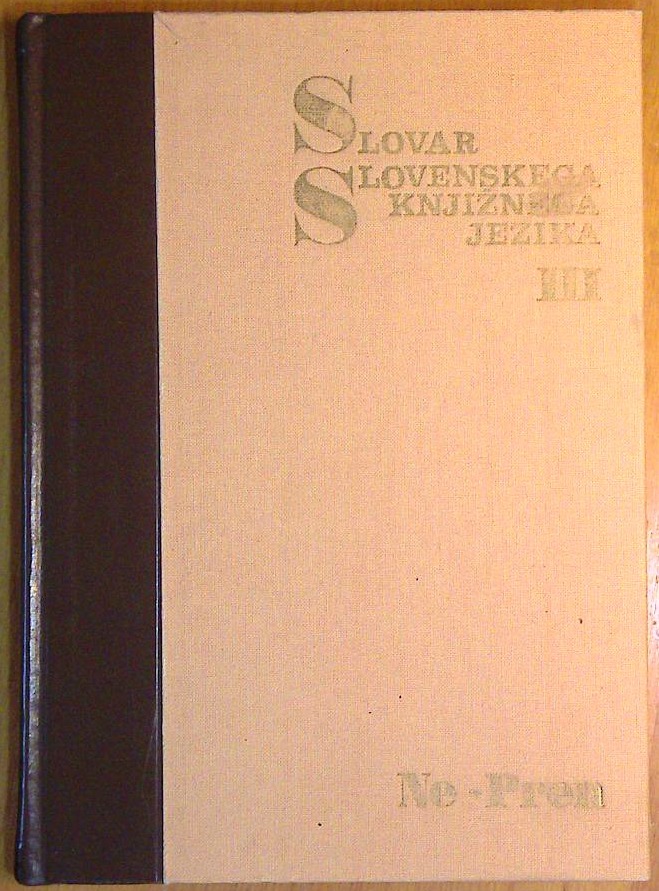 SLOVAR
SLOVENSKEGA
KNJIŽNEGA
JEZIKA
III
Ne - Pren